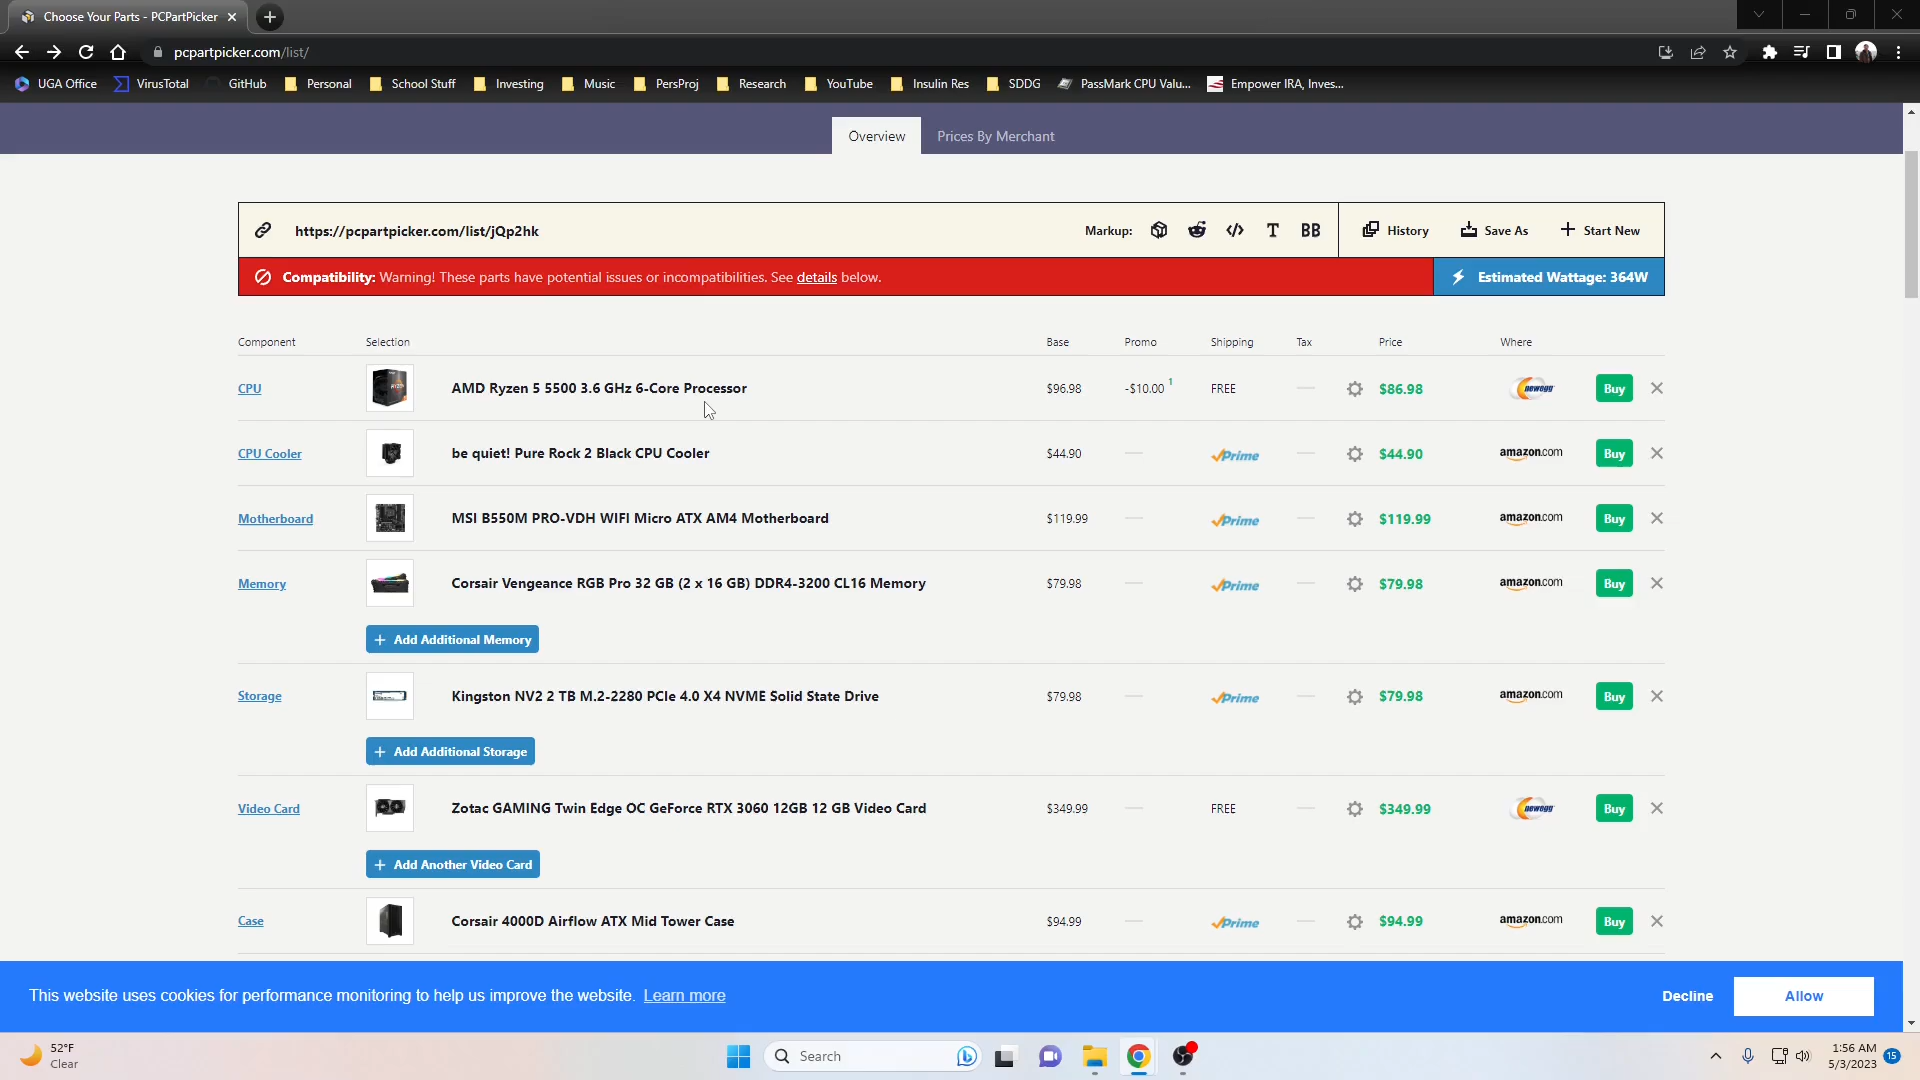 Choose Your Parts - PCPartPicker
pcpartpicker.com/list/
UGA Office VirusTotal GitHub Personal School Stuff Investing Music PersProj Research YouTube Insulin Res SDDG PassMark CPU Valu... Empower IRA, Inves...
Overview Prices By Merchant
https://pcpartpicker.com/list/jQp2hk Markup: T BB History Save As + Start New
Compatibility: Warning! These parts have potential issues or incompatibilities. See details below. Estimated Wattage: 364W
Component Selection Base Promo Shipping Tax Price Where
CPU AMD Ryzen 5 5500 3.6 GHz 6-Core Processor $96.98 -$10.00 1 FREE — $86.98 newegg Buy
CPU Cooler be quiet! Pure Rock 2 Black CPU Cooler $44.90 — Prime — $44.90 amazon.com Buy
Motherboard MSI B550M PRO-VDH WIFI Micro ATX AM4 Motherboard $119.99 — Prime — $119.99 amazon.com Buy
Memory Corsair Vengeance RGB Pro 32 GB (2 x 16 GB) DDR4-3200 CL16 Memory $79.98 — Prime — $79.98 amazon.com Buy
+ Add Additional Memory
Storage Kingston NV2 2 TB M.2-2280 PCIe 4.0 X4 NVME Solid State Drive $79.98 — Prime — $79.98 amazon.com Buy
+ Add Additional Storage
Video Card Zotac GAMING Twin Edge OC GeForce RTX 3060 12GB 12 GB Video Card $349.99 — FREE — $349.99 newegg Buy
+ Add Another Video Card
Case Corsair 4000D Airflow ATX Mid Tower Case $94.99 — Prime — $94.99 amazon.com Buy
This website uses cookies for performance monitoring to help us improve the website. Learn more Decline Allow
52°F
Clear
Search
1:56 AM
5/3/2023
15